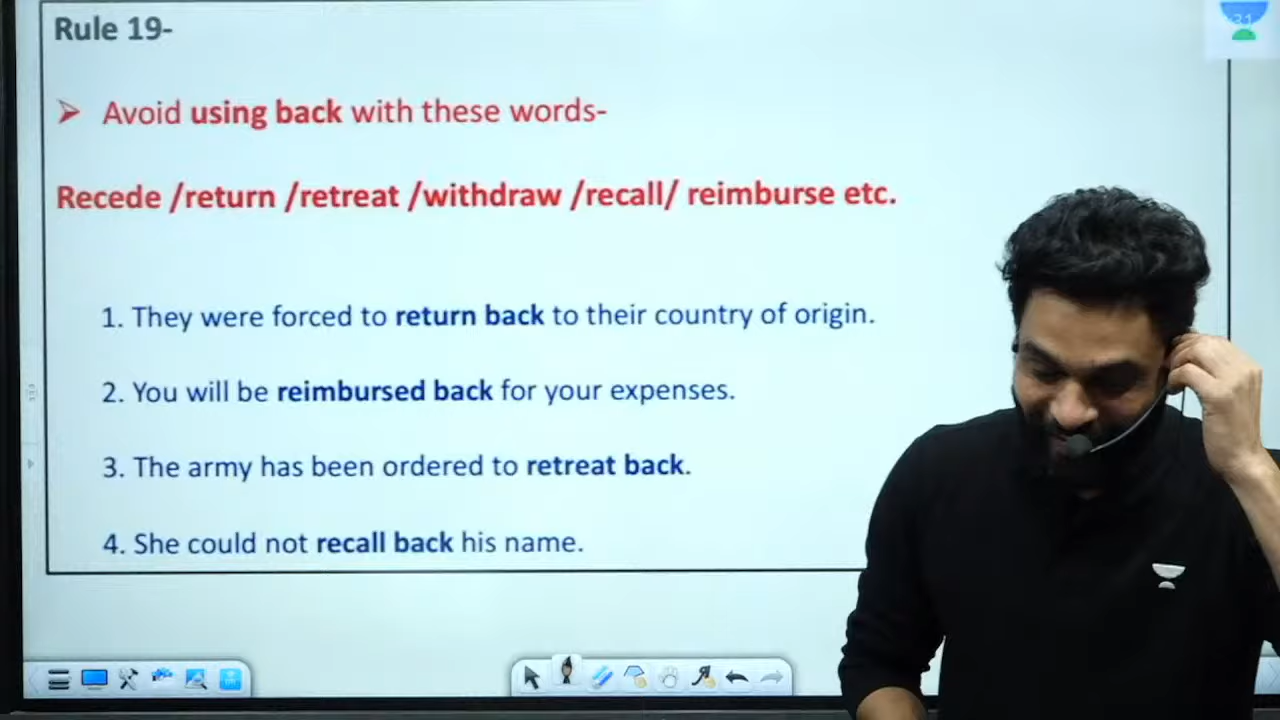 Rule 19-
➢ Avoid using back with these words-
Recede /return /retreat /withdraw /recall/ reimburse etc.
1. They were forced to return back to their country of origin.
2. You will be reimbursed back for your expenses.
3. The army has been ordered to retreat back.
4. She could not recall back his name.